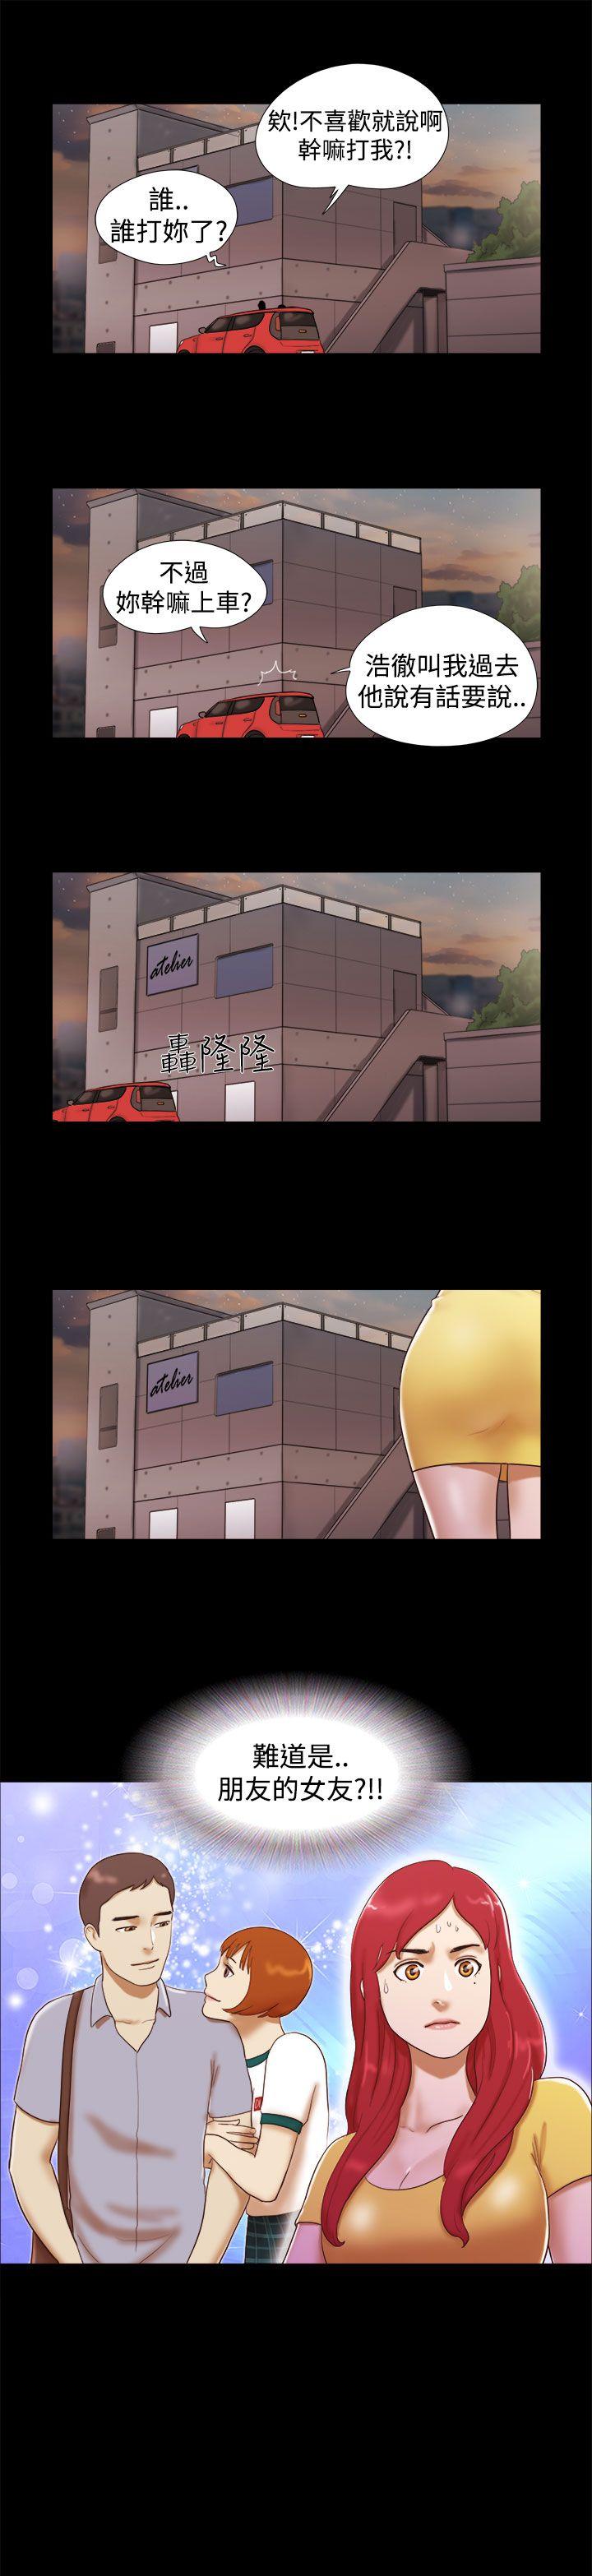 欸!不喜歡就說啊
幹嘛打我?!
誰..
誰打妳了?
不過
妳幹嘛上車?
浩徹叫我過去
他說有話要說..
atelier
轟隆隆
atelier
難道是..
朋友的女友?!!